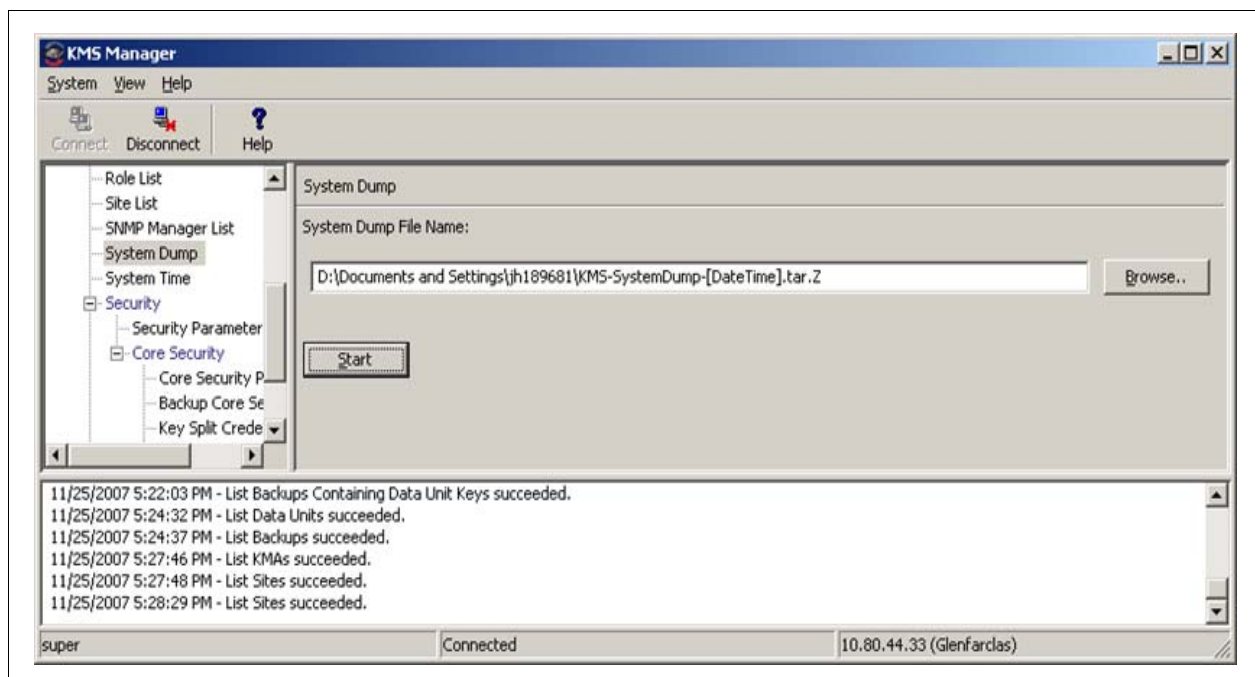 KMS Manager
System View Help
Connect Disconnect Help
Role List
Site List
SNMP Manager List
System Dump
System Time
Security
Security Parameter
Core Security
Core Security P
Backup Core Se
Key Split Crede
System Dump
System Dump File Name:
D:\Documents and Settings\jh189681\KMS-SystemDump-[DateTime].tar.Z
Browse..
Start
11/25/2007 5:22:03 PM - List Backups Containing Data Unit Keys succeeded.
11/25/2007 5:24:32 PM - List Data Units succeeded.
11/25/2007 5:24:37 PM - List Backups succeeded.
11/25/2007 5:27:46 PM - List KMAs succeeded.
11/25/2007 5:27:48 PM - List Sites succeeded.
11/25/2007 5:28:29 PM - List Sites succeeded.
super Connected 10.80.44.33 (Glenfarclas)